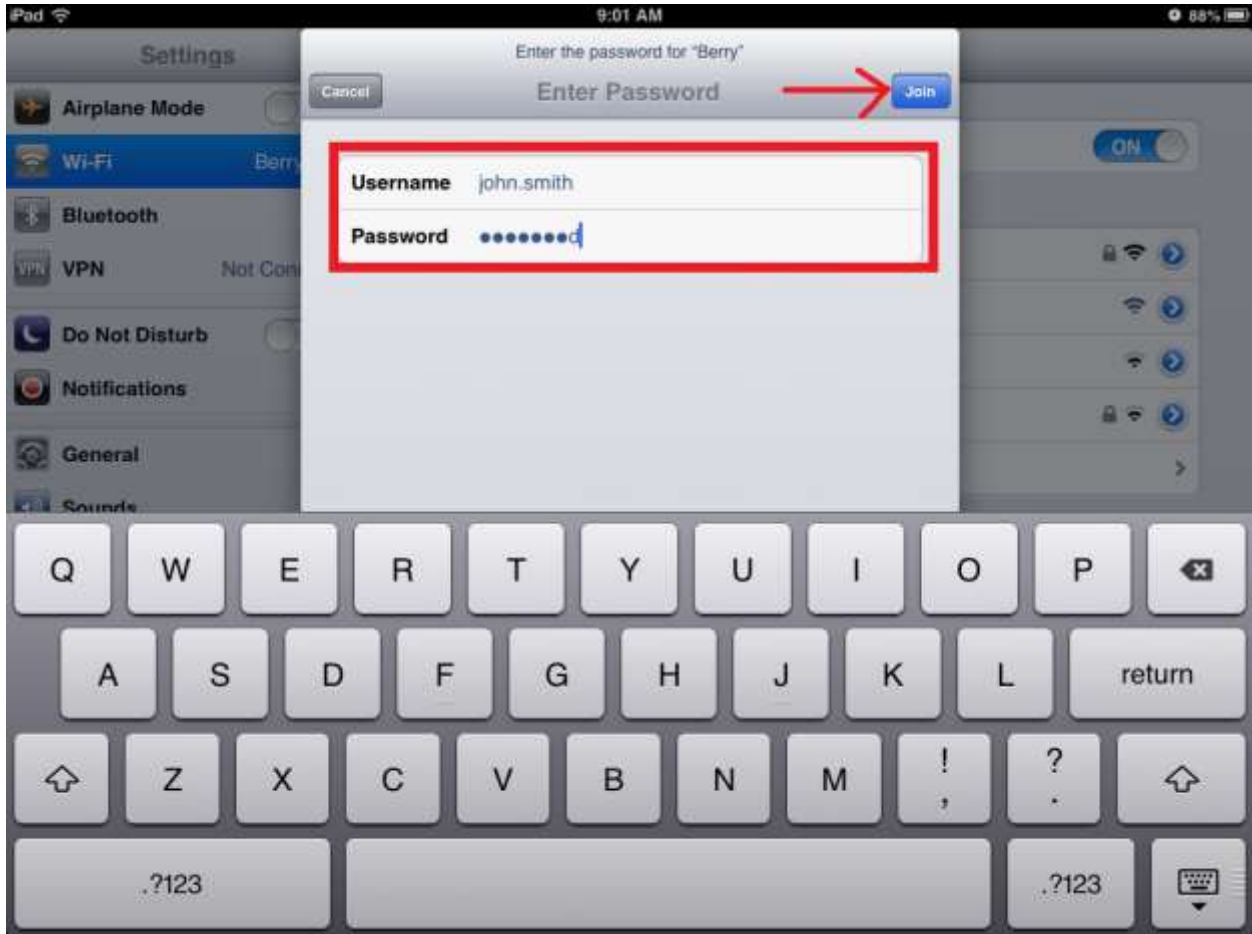 iPad 9:01 AM 88%
Settings
Enter the password for "Berry"
Cancel Enter Password Join
Airplane Mode
Wi-Fi Berry
ON
Username john.smith
Password •••••••d
Bluetooth
VPN VPN Not
Do Not Disturb
Notifications
General
Sounds
Q W E R T Y U I O P
A S D F G H J K L return
Z X C V B N M ! , ? .
.?123 .?123